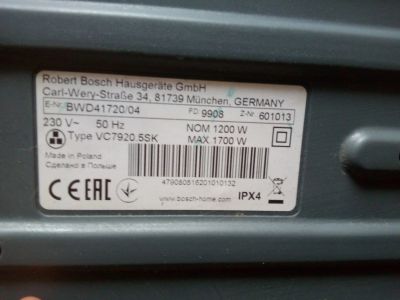 Robert Bosch Hausgeräte GmbH
Carl-Wery-Straße 34, 81739 München, GERMANY
E-Nr. BWD41720/04 FD. 9908 Z-Nr. 601013
230 V~ 50 Hz NOM 1200 W
Type VC7920.5SK MAX 1700 W
Made in Poland
Сделано в Польше
479080816201010132
CE EAC www.bosch-home.com IPX4